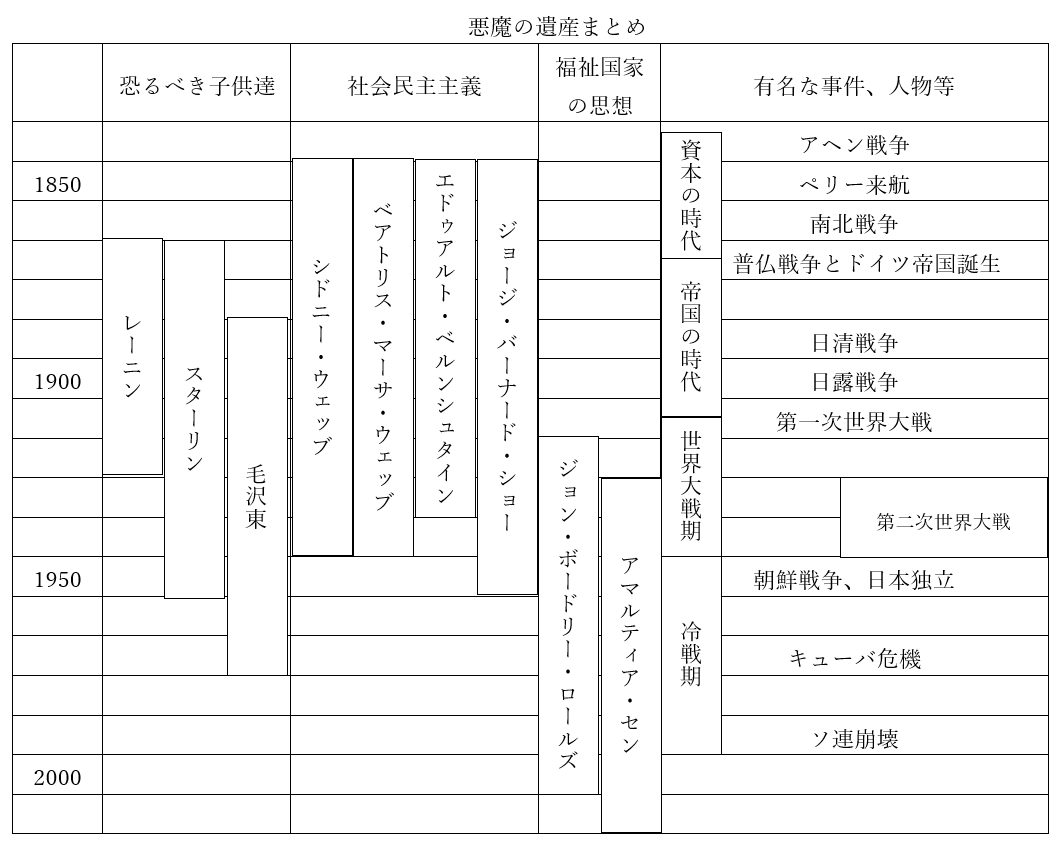 悪魔の遺産まとめ
恐るべき子供達
社会民主主義
福祉国家
の思想
有名な事件、人物等
1850
1900
1950
2000
レーニン
スターリン
毛沢東
シドニー・ウェッブ
ベアトリス・マーサ・ウェッブ
エドゥアルト・ベルンシュタイン
ジョージ・バーナード・ショー
ジョン・ボードリー・ロールズ
アマルティア・セン
資本の時代
帝国の時代
世界大戦期
冷戦期
アヘン戦争
ペリー来航
南北戦争
普仏戦争とドイツ帝国誕生
日清戦争
日露戦争
第一次世界大戦
第二次世界大戦
朝鮮戦争、日本独立
キューバ危機
ソ連崩壊